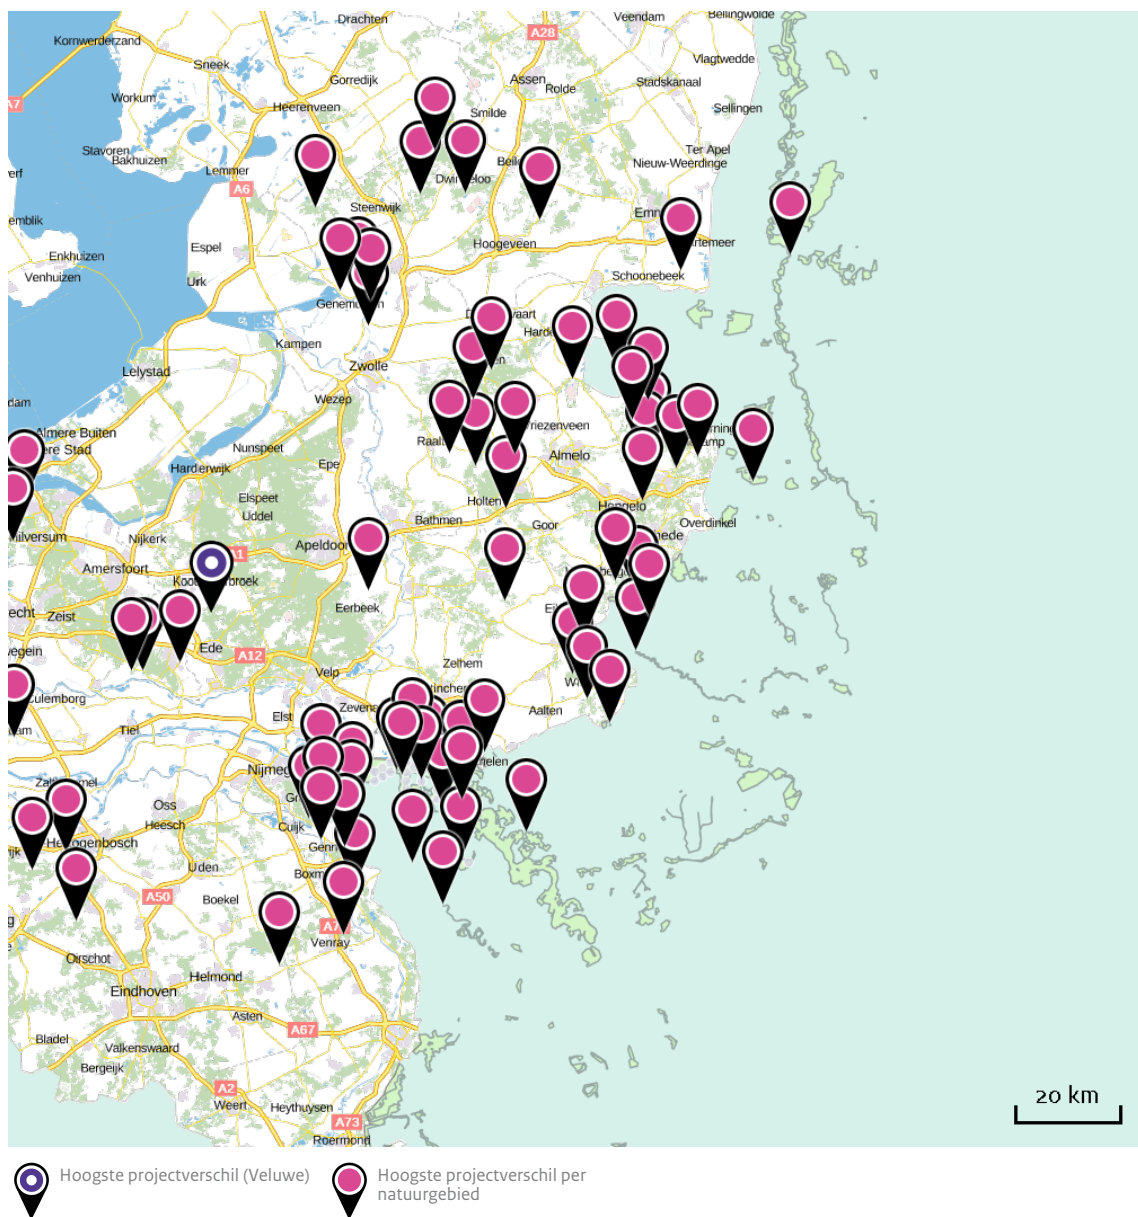 Drachten
Veendam
Bellingwolde
A28
Kornwerderzand
Sneek
Vlagtwedde
Gorredijk
Assen
Rolde
Stadskanaal
A7
Workum
Heerenveen
Smilde
Sellingen
Stavoren
Bakhuizen
Ter Apel
Nieuw-Weerdinge
Lemmer
A6
Steenwijk
Espel
Hoogeveen
Enkhuizen
Venhuizen
Urk
Schoonebeek
Kampen
Zwolle
Lelystad
Wezep
Almere Buiten
Vriezenveen
Nunspeet
Epe
Almelo
Harderwijk
Elspeet
Holten
Uddel
Hengelo
Bathmen
Goor
Overdinkel
Nijkerk
A1
Amersfoort
Eerbeek
Zeist
Ede
A12
Zelhem
Velp
Culemborg
Aalten
Elst
Tiel
Oss
Heesch
Cuijk
Uden
A50
Boekel
Venray
Oirschot
Helmond
Eindhoven
Asten
A67
Bladel
Valkenswaard
Bergeijk
A2
Weert
Heythuysen
A73
Roermond
20 km
Hoogste projectverschil (Veluwe)
Hoogste projectverschil per
natuurgebied